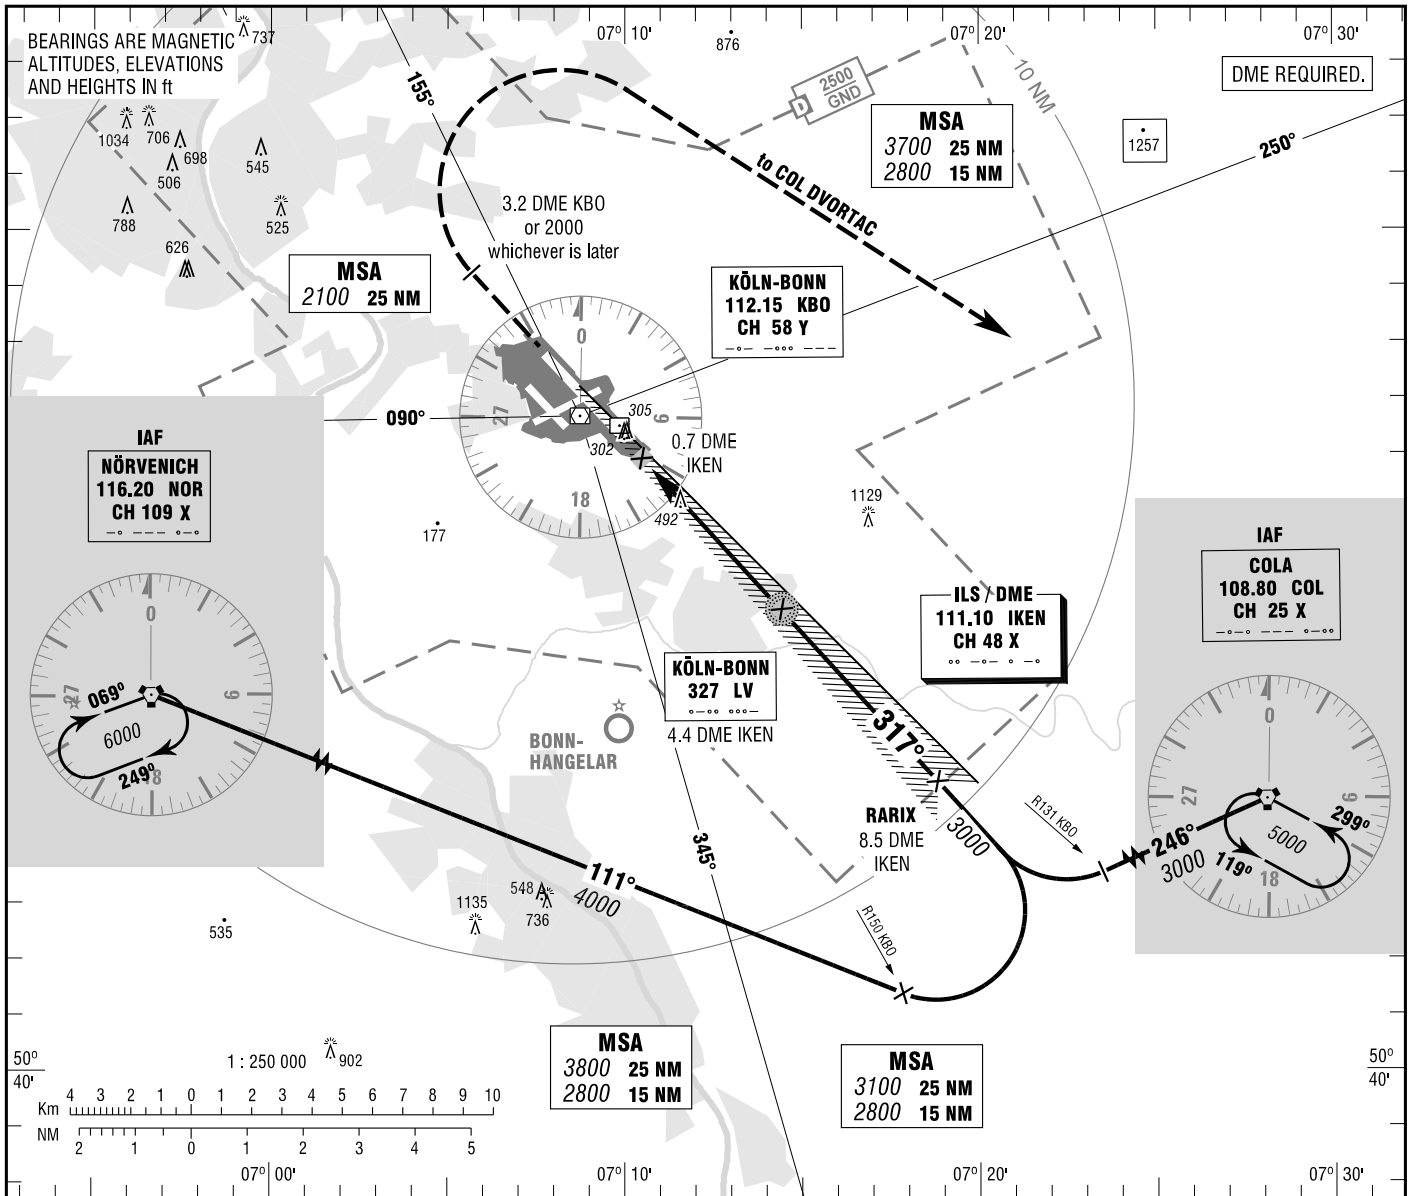 BEARINGS ARE MAGNETIC
ALTITUDES, ELEVATIONS
AND HEIGHTS IN ft
737
07° 10'
876
07° 20'
07° 30'
DME REQUIRED.
10 NM
2500
GND
D
155°
1034
706
698
506
545
788
525
626
MSA
3700 25 NM
2800 15 NM
1257
250°
to COL DVORTAC
3.2 DME KBO
or 2000
whichever is later
MSA
2100 25 NM
KÖLN-BONN
112.15 KBO
CH 58 Y
0
6
18
27
090°
305
302
0.7 DME
IKEN
492
177
1129
IAF
NÖRVENICH
116.20 NOR
CH 109 X
0
6
18
27
069°
6000
249°
IAF
COLA
108.80 COL
CH 25 X
0
6
18
27
299°
5000
119°
ILS / DME
111.10 IKEN
CH 48 X
KÖLN-BONN
327 LV
4.4 DME IKEN
BONN-
HANGELAR
317°
RARIX
8.5 DME
IKEN
3000
R131 KBO
246°
3000
345°
111°
4000
R150 KBO
548
736
1135
535
902
MSA
3800 25 NM
2800 15 NM
MSA
3100 25 NM
2800 15 NM
50°
40'
50°
40'
1 : 250 000
Km 4 3 2 1 0 1 2 3 4 5 6 7 8 9 10
NM 2 1 0 1 2 3 4 5
07° 00'
07° 10'
07° 20'
07° 30'